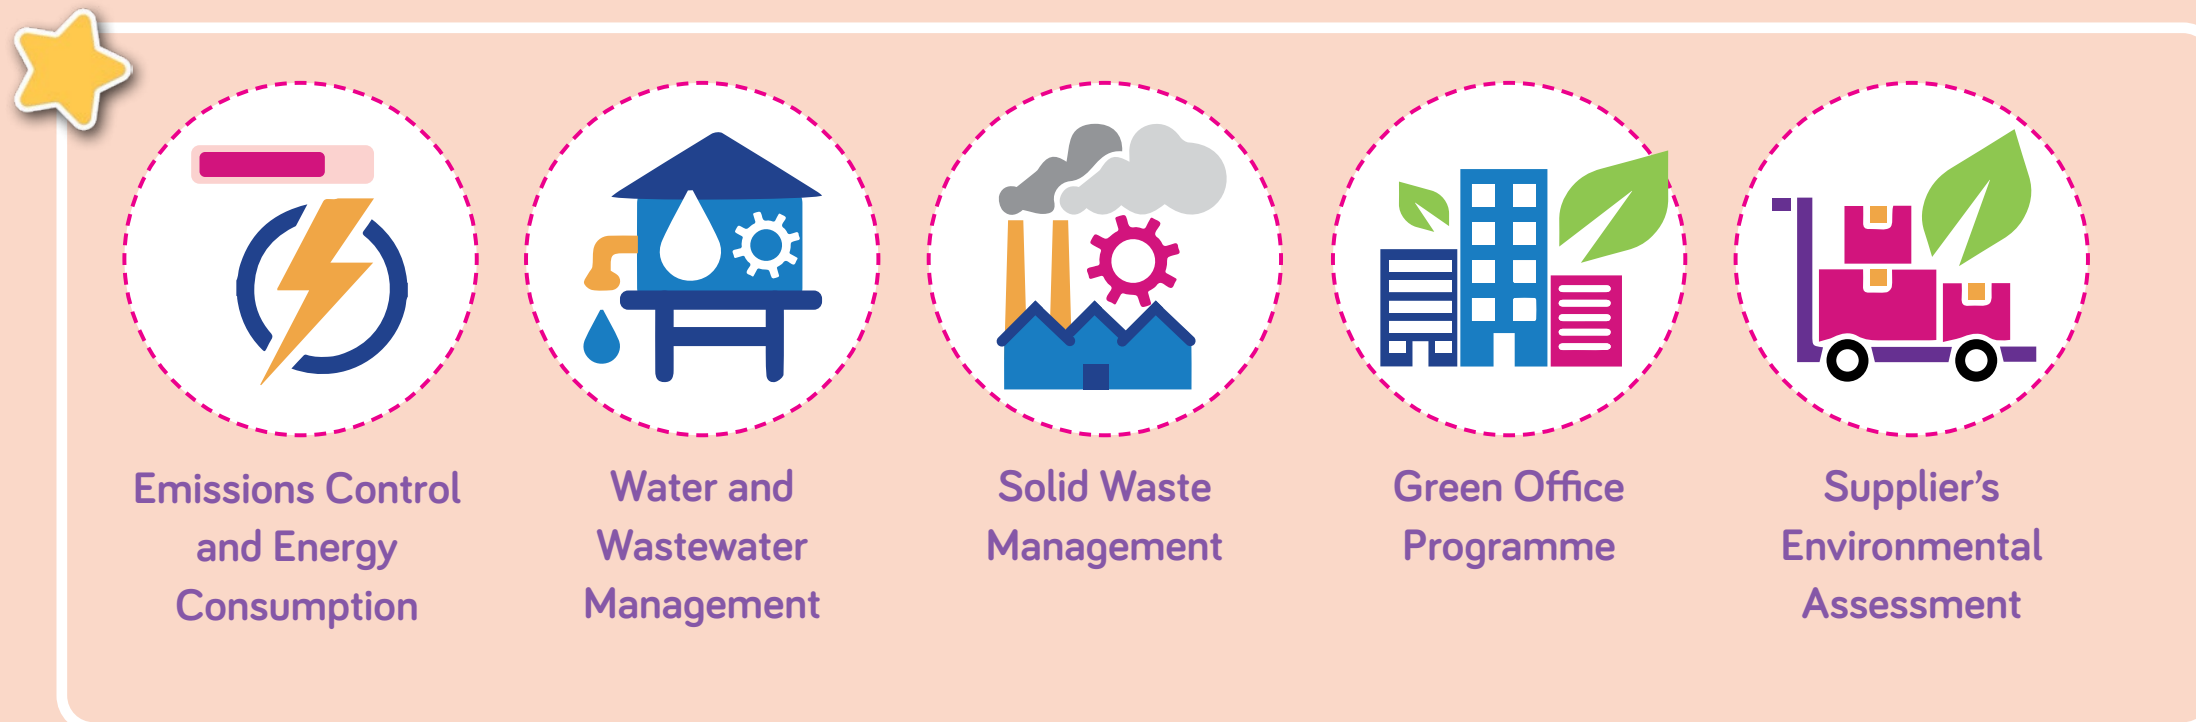 Emissions Control
and Energy
Consumption
Water and
Wastewater
Management
Solid Waste
Management
Green Office
Programme
Supplier’s
Environmental
Assessment